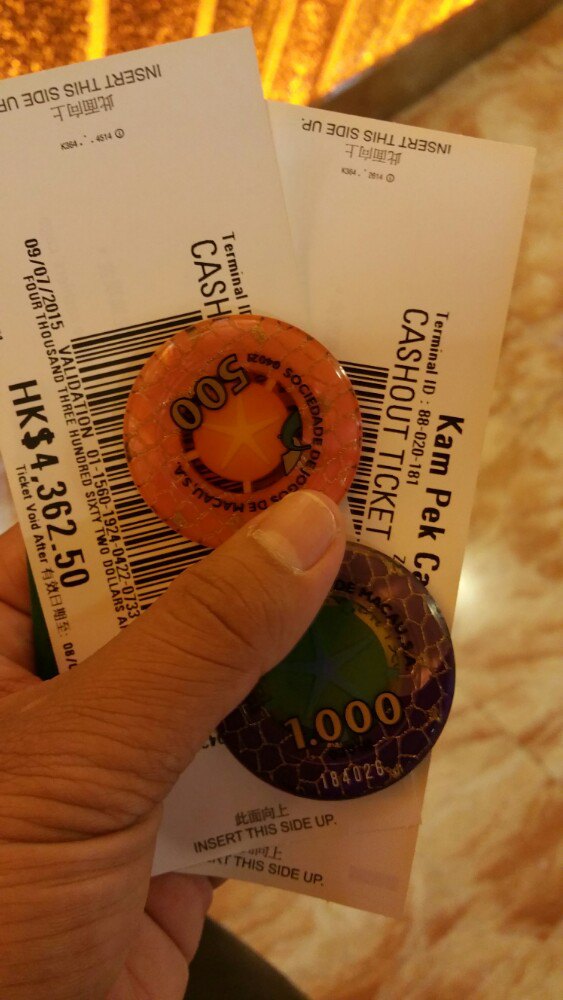 INSERT THIS SIDE UP.
此面向上
Terminal
CASH
09/07/2015 VALIDATION 01-1560-1924-0422-0733
FOUR THOUSAND THREE HUNDRED SIXTY TWO DOLLARS
HK$4,362.50
Ticket Void After 有效日期至:
INSERT THIS SIDE UP.
此面向上
Kam Pek
Terminal ID : 88-020-181
CASHOUT TICKET
500
SOCIEDADE DE JOGOS DE MACAU, S.A.
DE MACAU, S.A.
1.000
184026
此面向上
INSERT THIS SIDE UP.
此面向上
THIS SIDE UP.